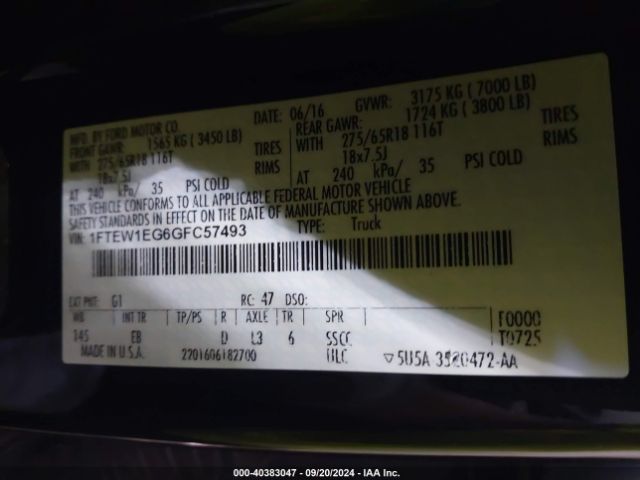 MFD. BY FORD MOTOR CO. DATE: 06/16 GVWR: 3175 KG ( 7000 LB)
FRONT GAWR: 1565 KG ( 3450 LB) REAR GAWR: 1724 KG ( 3800 LB)
WITH 275/65R18 116T TIRES WITH 275/65R18 116T TIRES
18x7.5J RIMS 18x7.5J RIMS
AT 240 kPa/ 35 PSI COLD AT 240 kPa/ 35 PSI COLD
THIS VEHICLE CONFORMS TO ALL APPLICABLE FEDERAL MOTOR VEHICLE
SAFETY STANDARDS IN EFFECT ON THE DATE OF MANUFACTURE SHOWN ABOVE.
VIN: 1FTEW1EG6GFC57493 TYPE: Truck
EXT PNT: G1 RC: 47 DSO:
WB INT TR TP/PS R AXLE TR SPR F0000
145 EB D L3 6 SSCC T0725
MADE IN U.S.A. 2201606182700 ULC ▽5U5A 3520472-AA
000-40383047 - 09/20/2024 - IAA Inc.